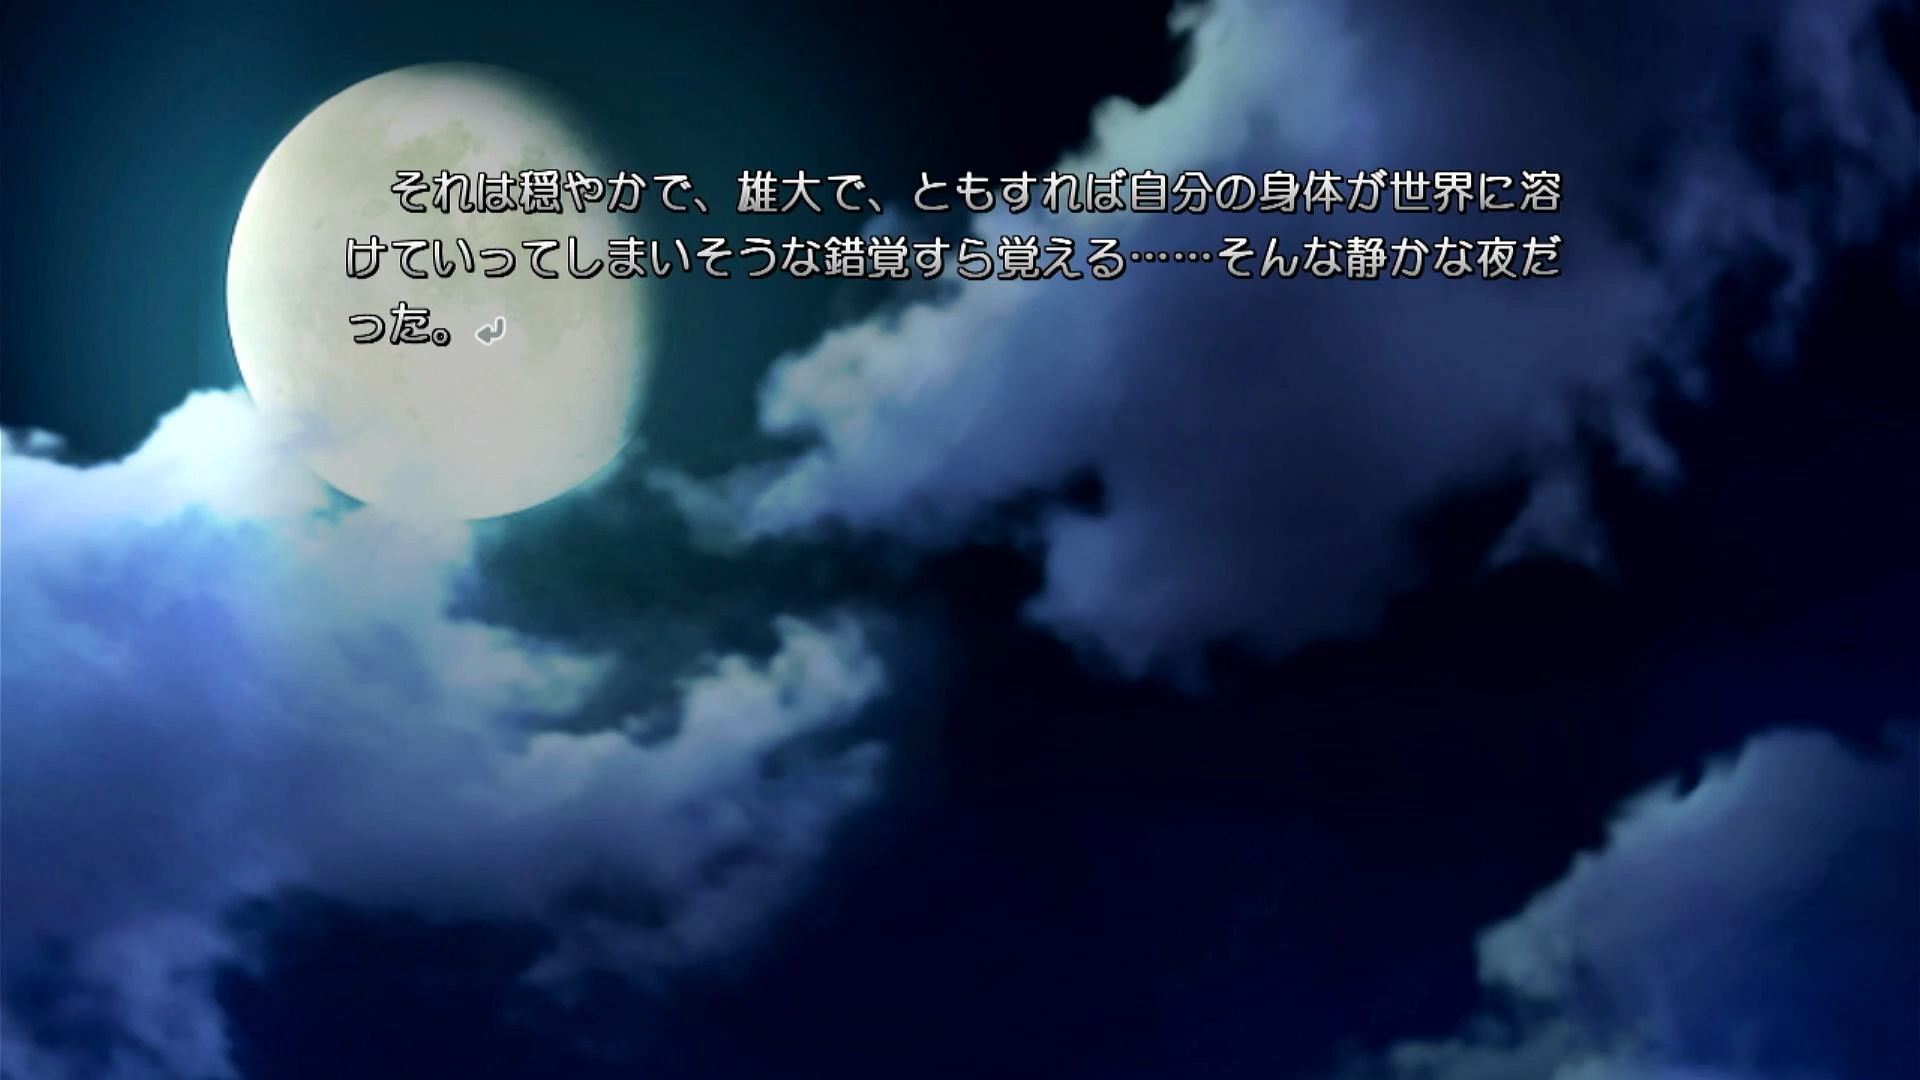 それは穏やかで、雄大で、ともすれば自分の身体が世界に溶
けていってしまいそうな錯覚すら覚える……そんな静かな夜だ
った。